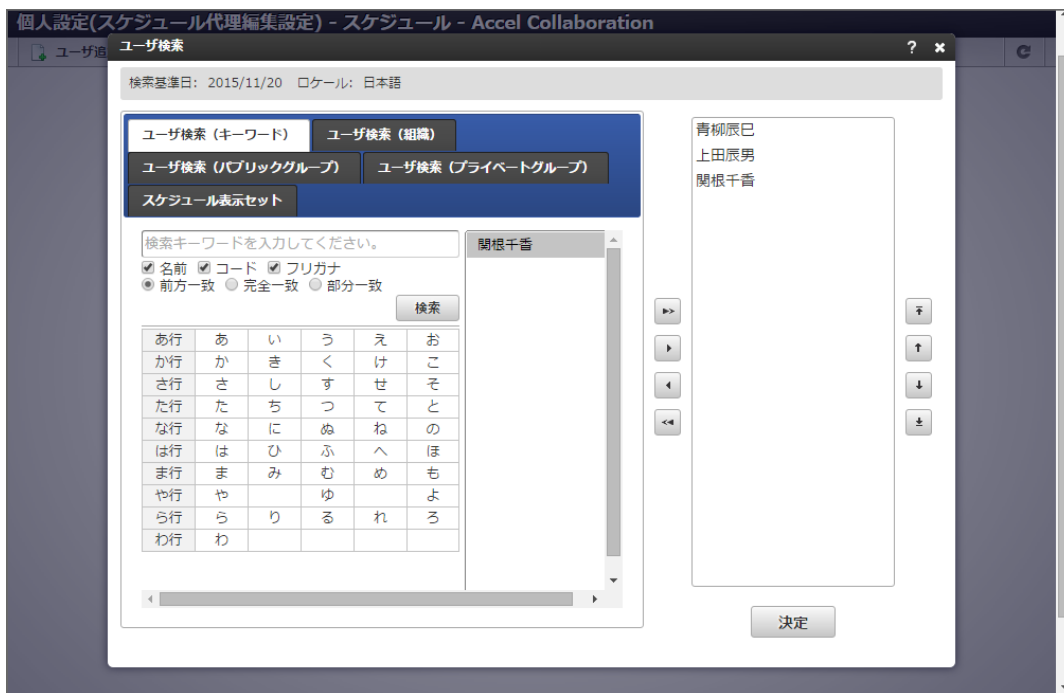 個人設定(スケジュール代理編集設定) - スケジュール - Accel Collaboration
ユーザ追
ユーザ検索
? ×
検索基準日: 2015/11/20 ロケール: 日本語
ユーザ検索 (キーワード) ユーザ検索 (組織)
ユーザ検索 (パブリックグループ) ユーザ検索 (プライベートグループ)
スケジュール表示セット
検索キーワードを入力してください。
名前 コード フリガナ
前方一致 完全一致 部分一致
検索
あ行 あ い う え お
か行 か き く け こ
さ行 さ し す せ そ
た行 た ち つ て と
な行 な に ぬ ね の
は行 は ひ ふ へ ほ
ま行 ま み む め も
や行 や ゆ よ
ら行 ら り る れ ろ
わ行 わ
関根千香
青柳辰巳
上田辰男
関根千香
決定